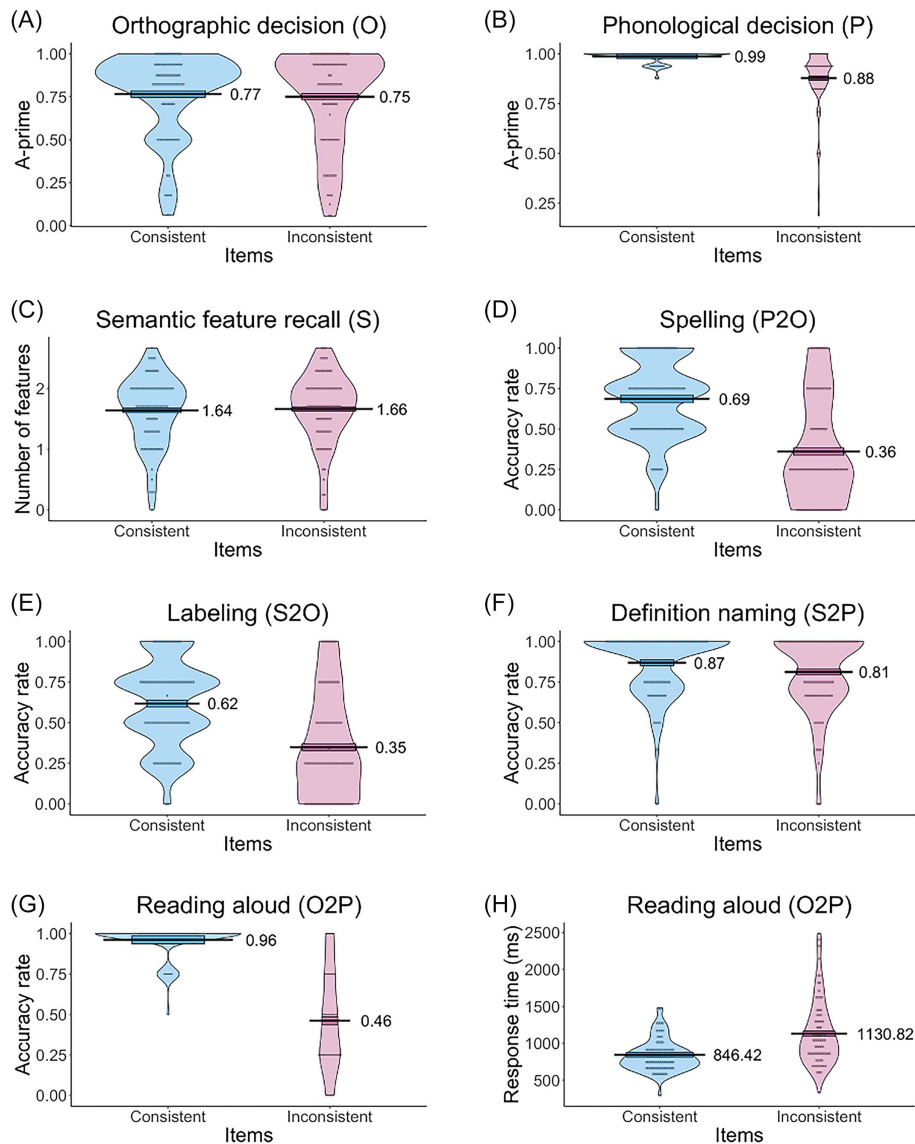 (A) Orthographic decision (O)
A-prime
1.00
0.75
0.50
0.25
0.00
0.77
0.75
Consistent Inconsistent
Items
(B) Phonological decision (P)
A-prime
1.00
0.75
0.50
0.25
0.99
0.88
Consistent Inconsistent
Items
(C) Semantic feature recall (S)
Number of features
2
1
0
1.64
1.66
Consistent Inconsistent
Items
(D) Spelling (P2O)
Accuracy rate
1.00
0.75
0.50
0.25
0.00
0.69
0.36
Consistent Inconsistent
Items
(E) Labeling (S2O)
Accuracy rate
1.00
0.75
0.50
0.25
0.00
0.62
0.35
Consistent Inconsistent
Items
(F) Definition naming (S2P)
Accuracy rate
1.00
0.75
0.50
0.25
0.00
0.87
0.81
Consistent Inconsistent
Items
(G) Reading aloud (O2P)
Accuracy rate
1.00
0.75
0.50
0.25
0.00
0.96
0.46
Consistent Inconsistent
Items
(H) Reading aloud (O2P)
Response time (ms)
2500
2000
1500
1000
500
846.42
1130.82
Consistent Inconsistent
Items